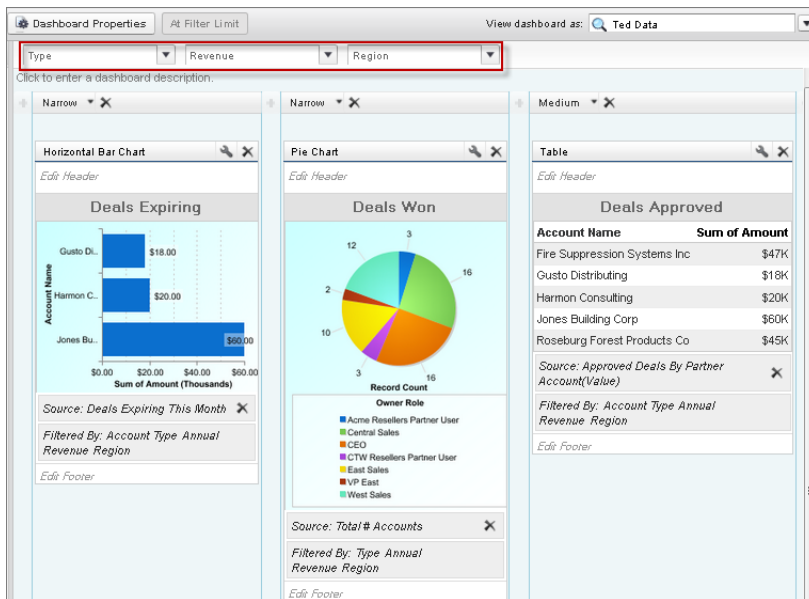 Dashboard Properties At Filter Limit View dashboard as: Ted Data
Type Revenue Region
Click to enter a dashboard description.
Narrow Narrow Medium
Horizontal Bar Chart
Edit Header
Deals Expiring
Account Name
Gusto Di.. $18.00
Harmon C.. $20.00
Jones Bu.. $60.00
$0.00 $20.00 $40.00 $60.00
Sum of Amount (Thousands)
Source: Deals Expiring This Month
Filtered By: Account Type Annual
Revenue Region
Edit Footer
Pie Chart
Edit Header
Deals Won
3
16
16
3
10
2
12
Record Count
Owner Role
Acme Resellers Partner User
Central Sales
CEO
CTW Resellers Partner User
East Sales
VP East
West Sales
Source: Total # Accounts
Filtered By: Type Annual
Revenue Region
Edit Footer
Table
Edit Header
Deals Approved
Account Name Sum of Amount
Fire Suppression Systems Inc $47K
Gusto Distributing $18K
Harmon Consulting $20K
Jones Building Corp $60K
Roseburg Forest Products Co $45K
Source: Approved Deals By Partner
Account(Value)
Filtered By: Account Type Annual
Revenue Region
Edit Footer